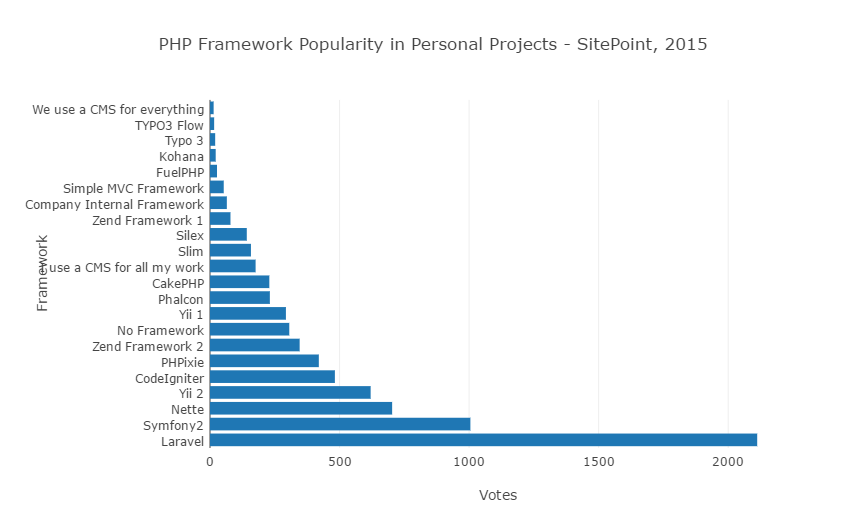 PHP Framework Popularity in Personal Projects - SitePoint, 2015
We use a CMS for everything
TYPO3 Flow
Typo 3
Kohana
FuelPHP
Simple MVC Framework
Company Internal Framework
Zend Framework 1
Silex
Slim
I use a CMS for all my work
CakePHP
Phalcon
Yii 1
No Framework
Zend Framework 2
PHPixie
CodeIgniter
Yii 2
Nette
Symfony2
Laravel
Framework
0 500 1000 1500 2000
Votes